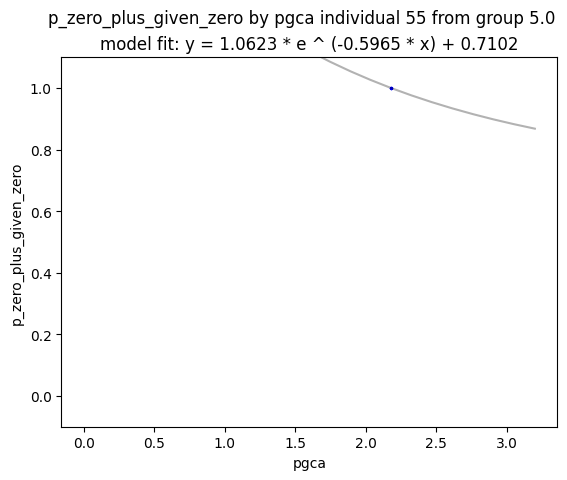 p_zero_plus_given_zero by pgca individual 55 from group 5.0
model fit: y = 1.0623 * e ^ (-0.5965 * x) + 0.7102
1.0
0.8
0.6
0.4
0.2
0.0
p_zero_plus_given_zero
0.0 0.5 1.0 1.5 2.0 2.5 3.0
pgca